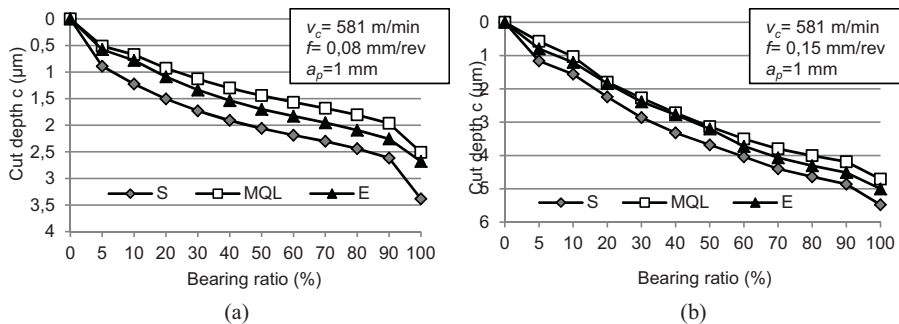 v_c= 581 m/min
f= 0,08 mm/rev
a_p=1 mm
Cut depth c (μm)
0
0,5
1
1,5
2
2,5
3
3,5
4
S MQL E
0 5 10 20 30 40 50 60 70 80 90 100
Bearing ratio (%)
(a)
v_c= 581 m/min
f= 0,15 mm/rev
a_p=1 mm
Cut depth c (μm)
0
1
2
3
4
5
6
S MQL E
0 5 10 20 30 40 50 60 70 80 90 100
Bearing ratio (%)
(b)